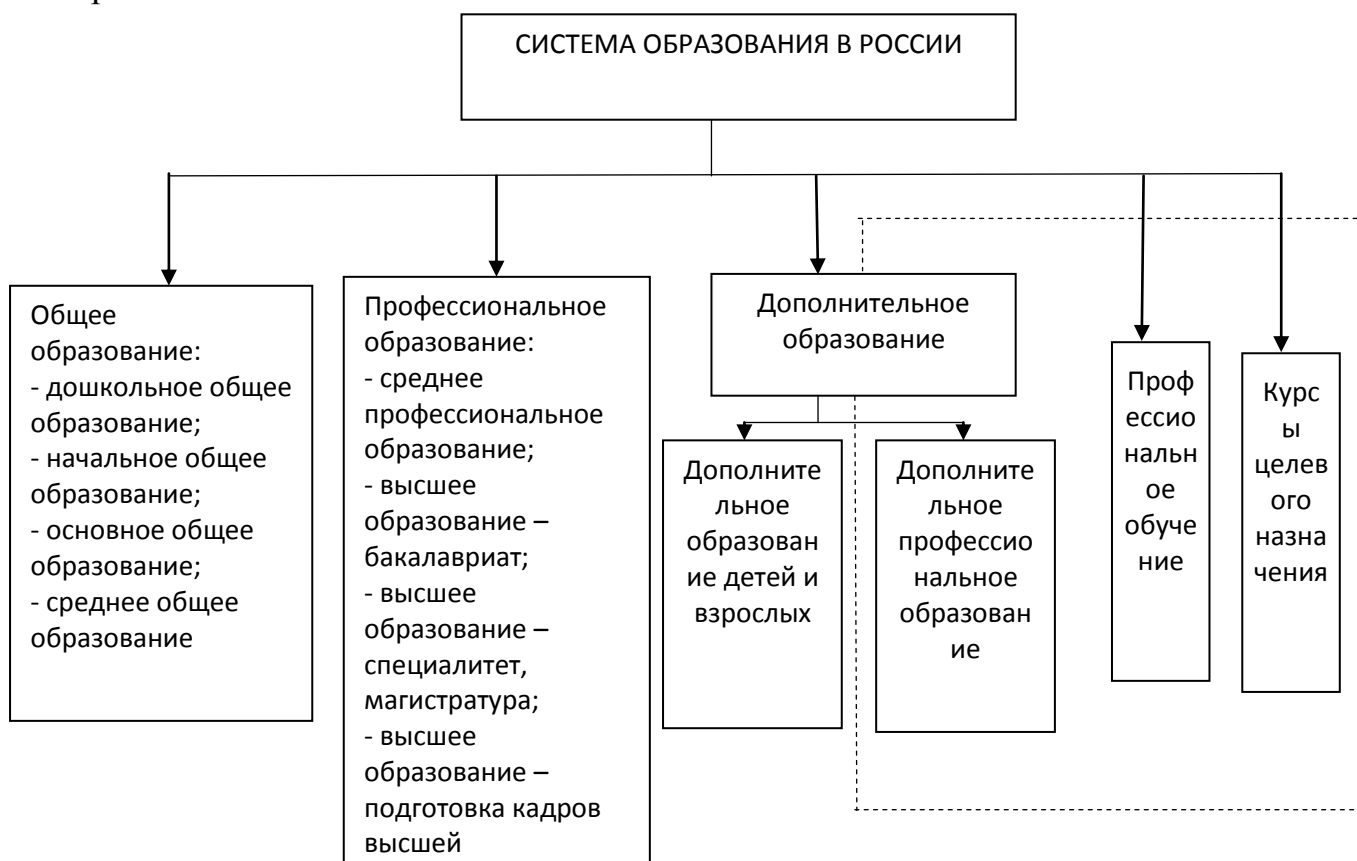 СИСТЕМА ОБРАЗОВАНИЯ В РОССИИ
Общее
образование:
- дошкольное общее
образование;
- начальное общее
образование;
- основное общее
образование;
- среднее общее
образование
Профессиональное
образование:
- среднее
профессиональное
образование;
- высшее
образование –
бакалавриат;
- высшее
образование –
специалитет,
магистратура;
- высшее
образование –
подготовка кадров
высшей
Дополнительное
образование
Дополните
льное
образован
ие детей и
взрослых
Дополните
льное
профессио
нальное
образован
ие
Проф
ессио
нальн
ое
обуче
ние
Курс
ы
целев
ого
назна
чения